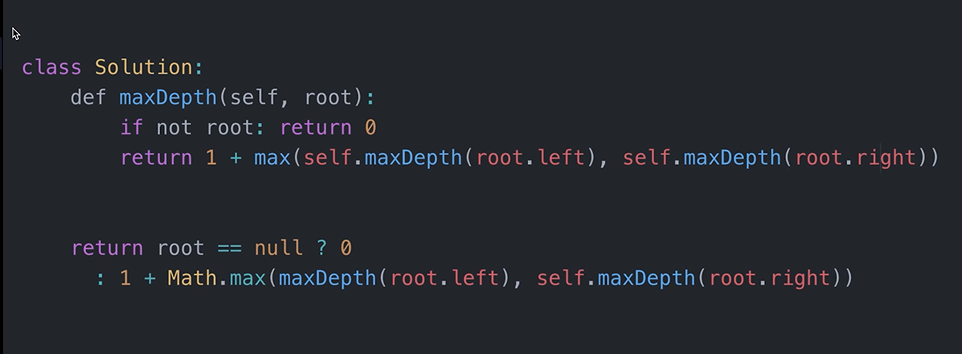 class Solution:
    def maxDepth(self, root):
        if not root: return 0
        return 1 + max(self.maxDepth(root.left), self.maxDepth(root.right))
    return root == null ? 0
      : 1 + Math.max(maxDepth(root.left), self.maxDepth(root.right))